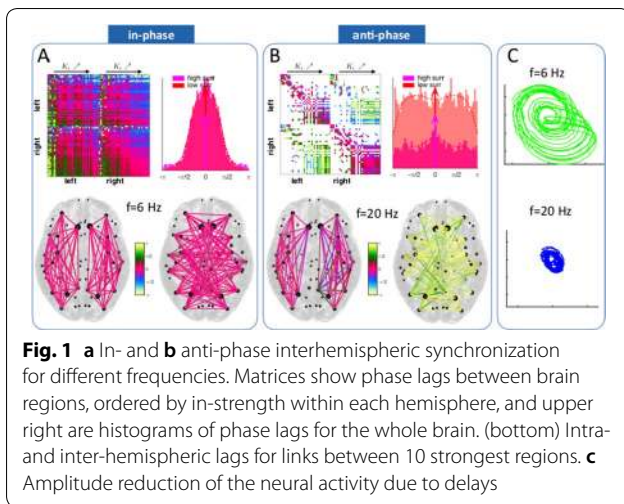 in-phase
anti-phase
A
B
C
high surr
low surr
high surr
low surr
left
right
left
right
left
right
left
right
f=6 Hz
f=20 Hz
f=6 Hz
f=20 Hz
Fig. 1 a In- and b anti-phase interhemispheric synchronization
for different frequencies. Matrices show phase lags between brain
regions, ordered by in-strength within each hemisphere, and upper
right are histograms of phase lags for the whole brain. (bottom) Intra-
and inter-hemispheric lags for links between 10 strongest regions. c
Amplitude reduction of the neural activity due to delays